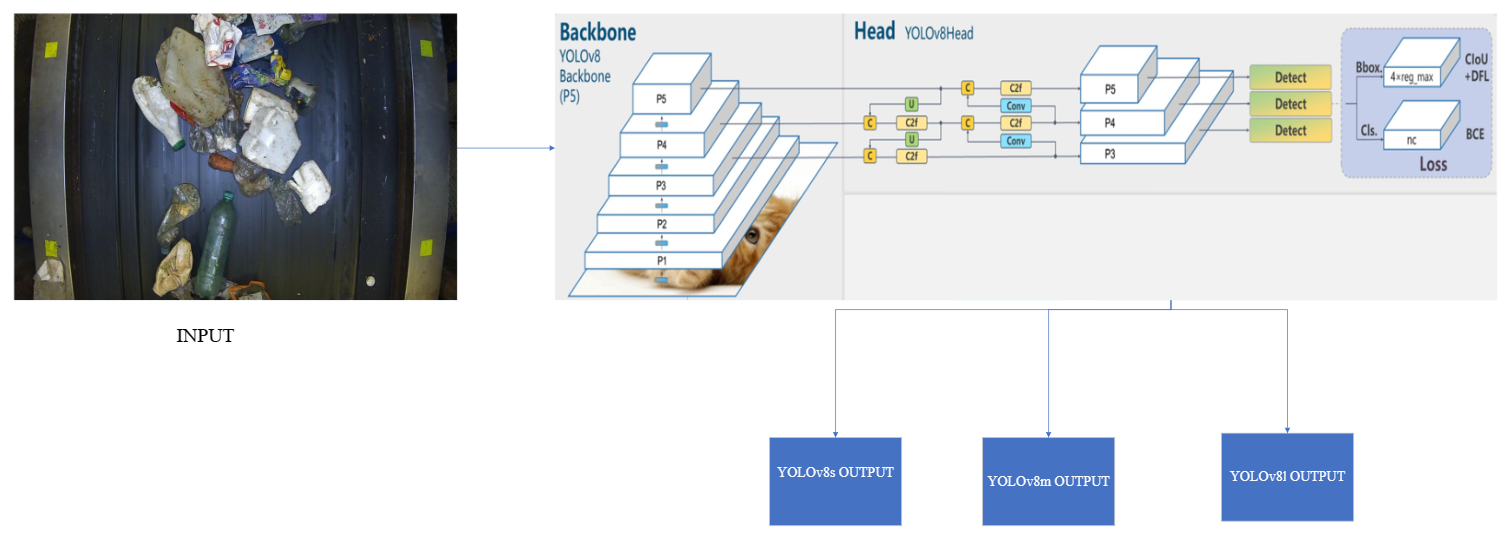 INPUT
Backbone
YOLOv8
Backbone
(P5)
P5
P4
P3
P2
P1
Head YOLOv8Head
C
C2f
U
Conv
C
C2f
C
C2f
U
Conv
C
C2f
P5
P4
P3
Detect
Detect
Detect
Bbox.
4×reg_max
CIoU
+DFL
Cls.
nc
BCE
Loss
YOLOv8s OUTPUT
YOLOv8m OUTPUT
YOLOv8l OUTPUT